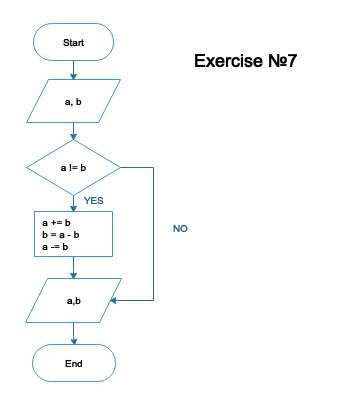 Start
Exercise №7
a, b
a != b
YES
a += b
b = a - b
a -= b
NO
a,b
End